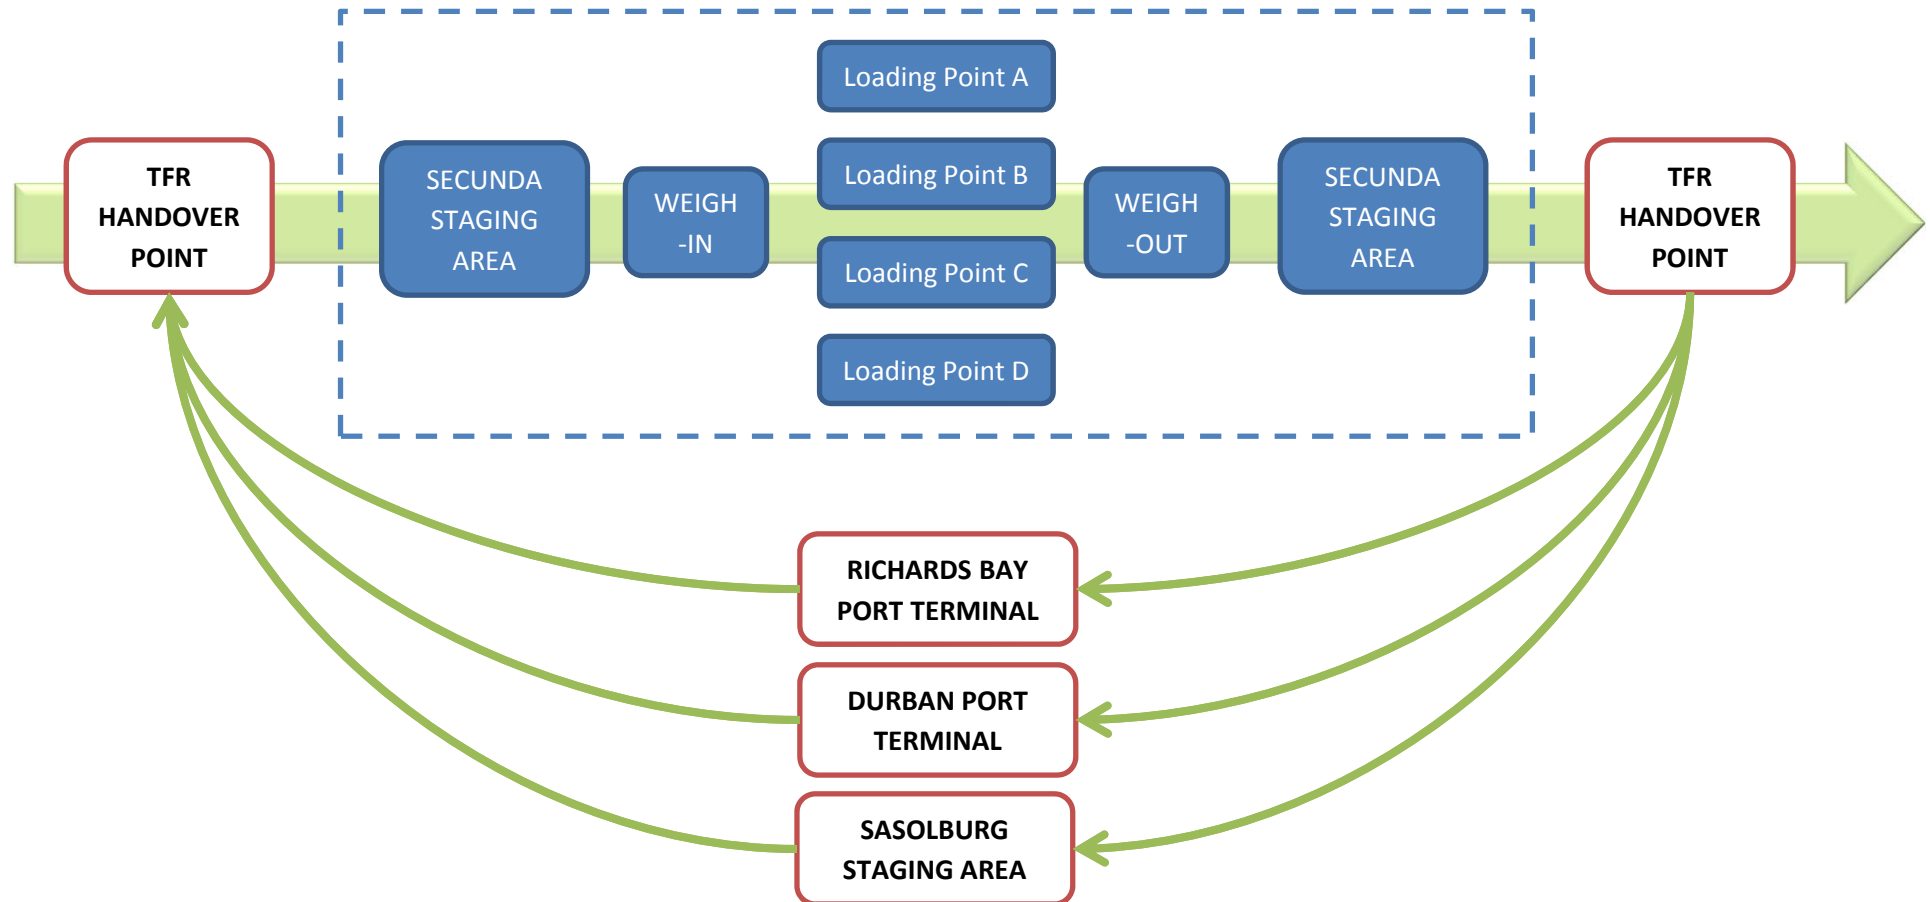 TFR
HANDOVER
POINT
SECUNDA
STAGING
AREA
WEIGH
-IN
Loading Point A
Loading Point B
Loading Point C
Loading Point D
WEIGH
-OUT
SECUNDA
STAGING
AREA
TFR
HANDOVER
POINT
RICHARDS BAY
PORT TERMINAL
DURBAN PORT
TERMINAL
SASOLBURG
STAGING AREA